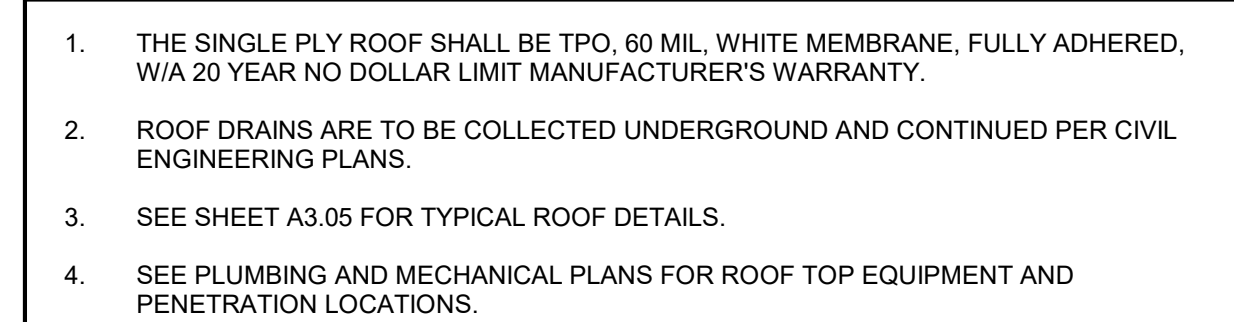 1. THE SINGLE PLY ROOF SHALL BE TPO, 60 MIL, WHITE MEMBRANE, FULLY ADHERED,
W/A 20 YEAR NO DOLLAR LIMIT MANUFACTURER'S WARRANTY.
2. ROOF DRAINS ARE TO BE COLLECTED UNDERGROUND AND CONTINUED PER CIVIL
ENGINEERING PLANS.
3. SEE SHEET A3.05 FOR TYPICAL ROOF DETAILS.
4. SEE PLUMBING AND MECHANICAL PLANS FOR ROOF TOP EQUIPMENT AND
PENETRATION LOCATIONS.